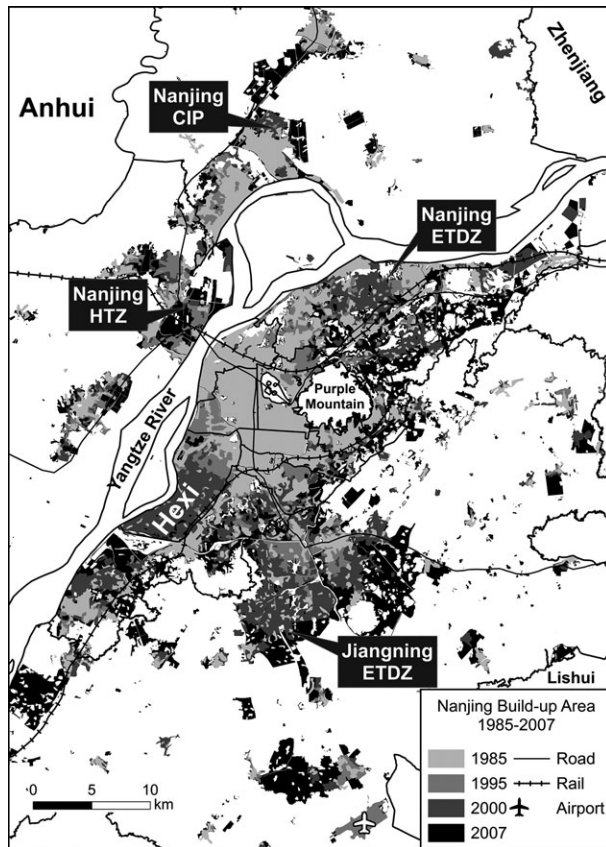 Zhenjiang
Anhui
Nanjing
CIP
Nanjing
ETDZ
Nanjing
HTZ
Purple
Mountain
Yangtze River
Hexi
Jiangning
ETDZ
Lishui
Nanjing Build-up Area
1985-2007
1985 Road
1995 Rail
2000 Airport
2007
0 5 10
km